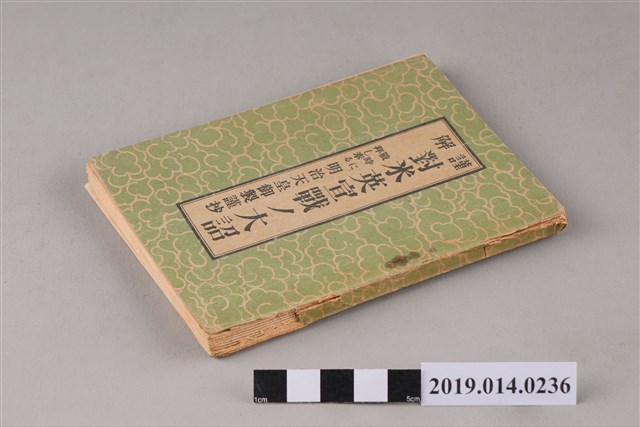 謹解
對米英宣戰ノ大詔
明治天皇御製謹抄
2019.014.0236
1cm
5cm